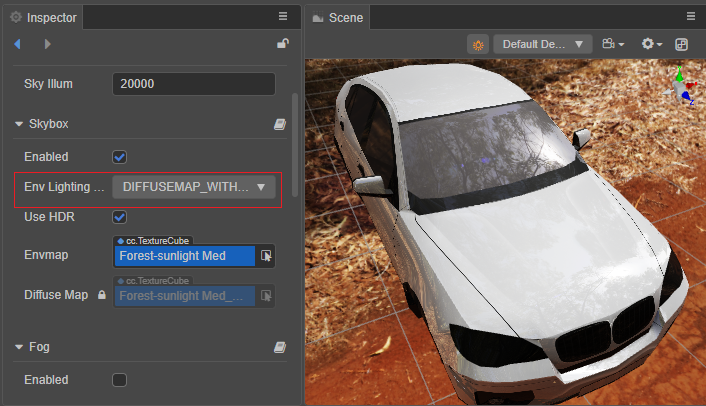 Inspector
Scene
Default De...
Sky Illum
20000
Skybox
Enabled
Env Lighting ...
DIFFUSEMAP_WITH...
Use HDR
cc.TextureCube
Envmap
Forest-sunlight Med
cc.TextureCube
Diffuse Map
Forest-sunlight Med_...
Fog
Enabled
Y
X
Z